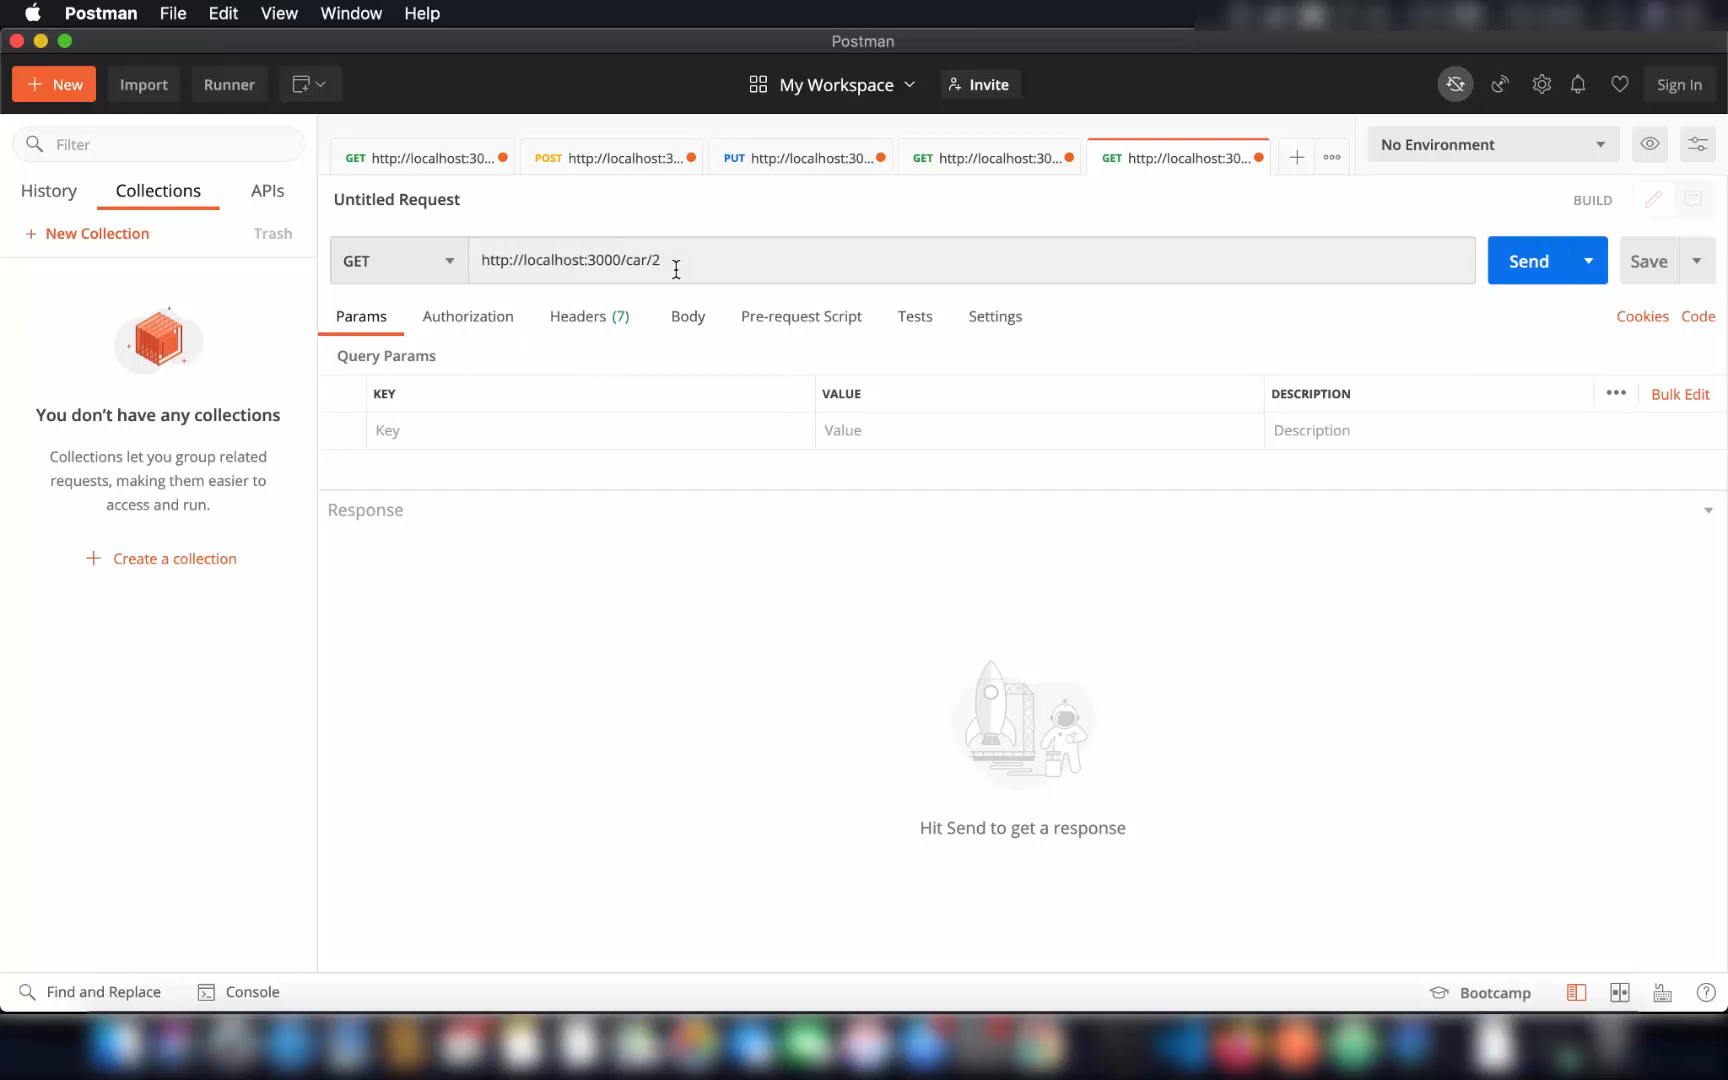 Postman File Edit View Window Help
Postman
New Import Runner My Workspace Invite Sign In
Filter
GET http://localhost:30... POST http://localhost:3... PUT http://localhost:30... GET http://localhost:30... GET http://localhost:30... No Environment
History Collections APIs
Untitled Request BUILD
+ New Collection Trash
GET http://localhost:3000/car/2 Send Save
Params Authorization Headers (7) Body Pre-request Script Tests Settings Cookies Code
Query Params
KEY VALUE DESCRIPTION Bulk Edit
Key Value Description
You don't have any collections
Collections let you group related
requests, making them easier to
access and run.
+ Create a collection
Response
Hit Send to get a response
Find and Replace Console Bootcamp